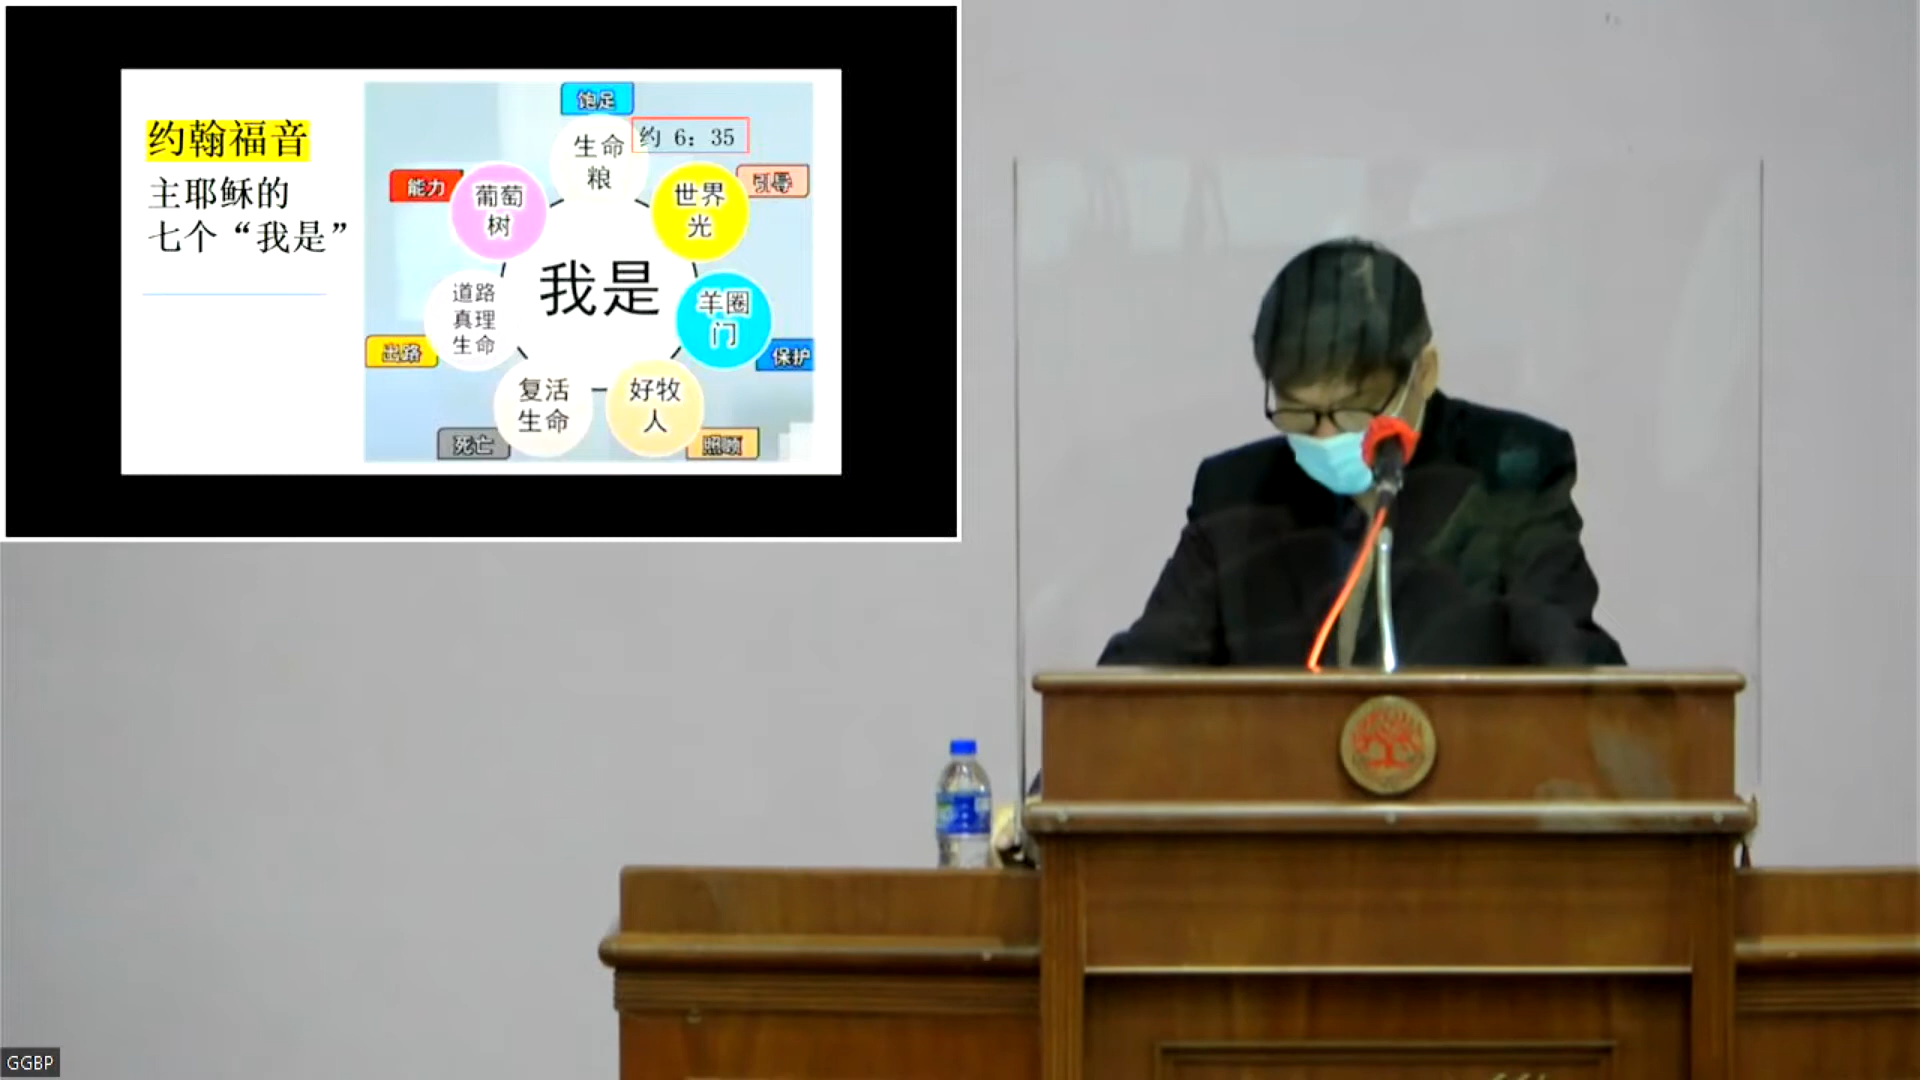 约翰福音
主耶稣的
七个“我是”
饱足
生命
粮
约 6：35
能力
葡萄
树
世界
光
引导
我是
道路
真理
生命
羊圈
门
出路
保护
复活
生命
好牧
人
死亡
照顾
GGBP